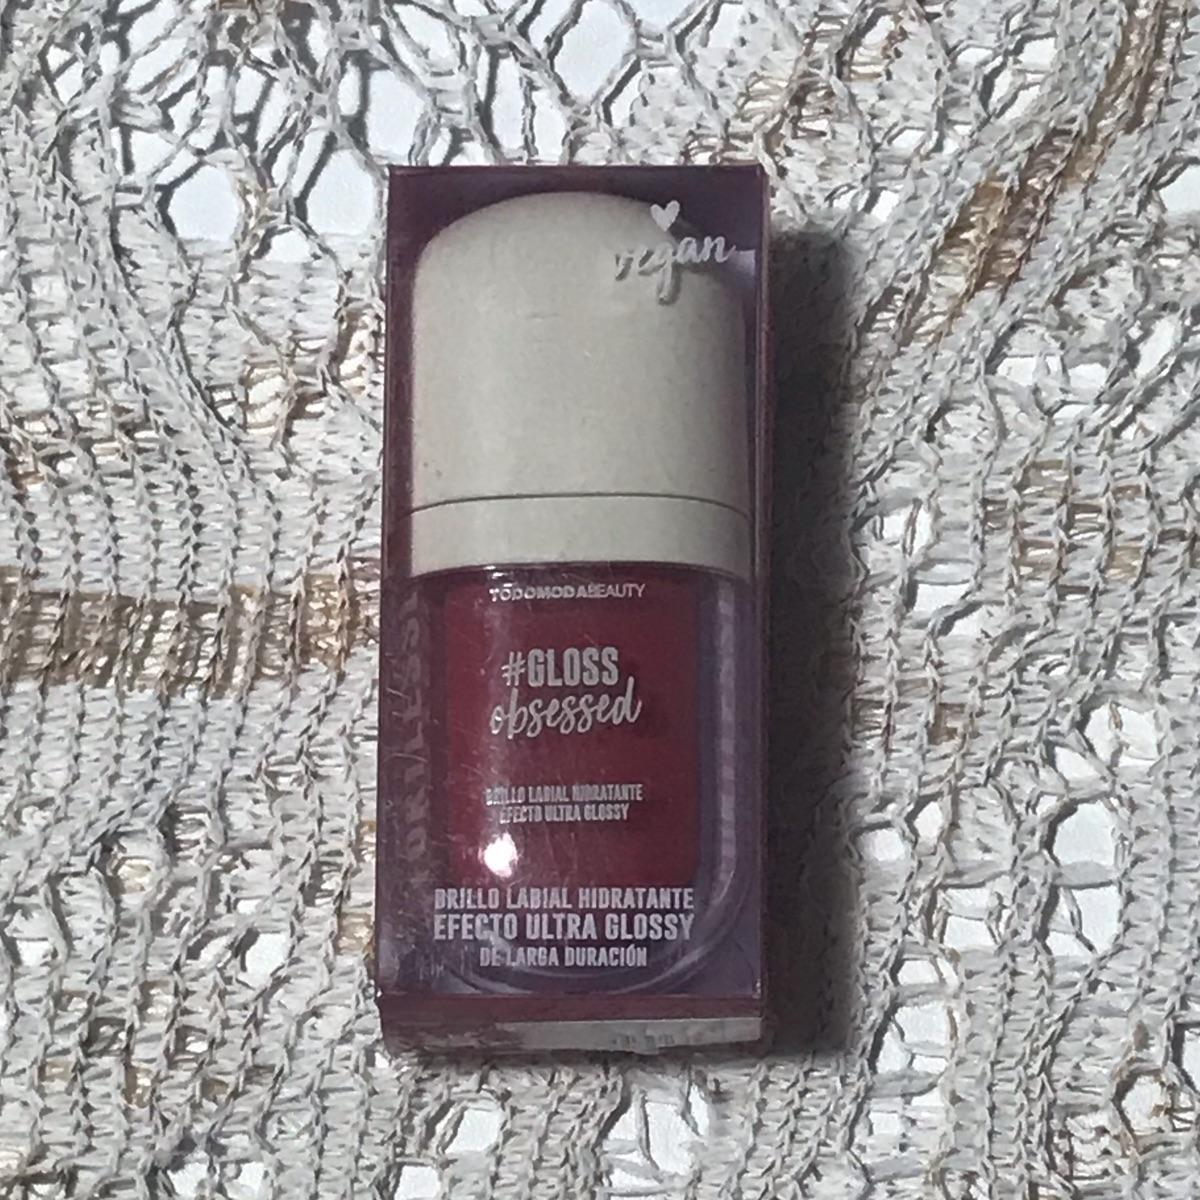 vegan
TODOMODABEAUTY
#GLOSS
obsessed
BRILLO LABIAL HIDRATANTE
EFECTO ULTRA GLOSSY
BRILLO LABIAL HIDRATANTE
EFECTO ULTRA GLOSSY
DE LARGA DURACIÓN